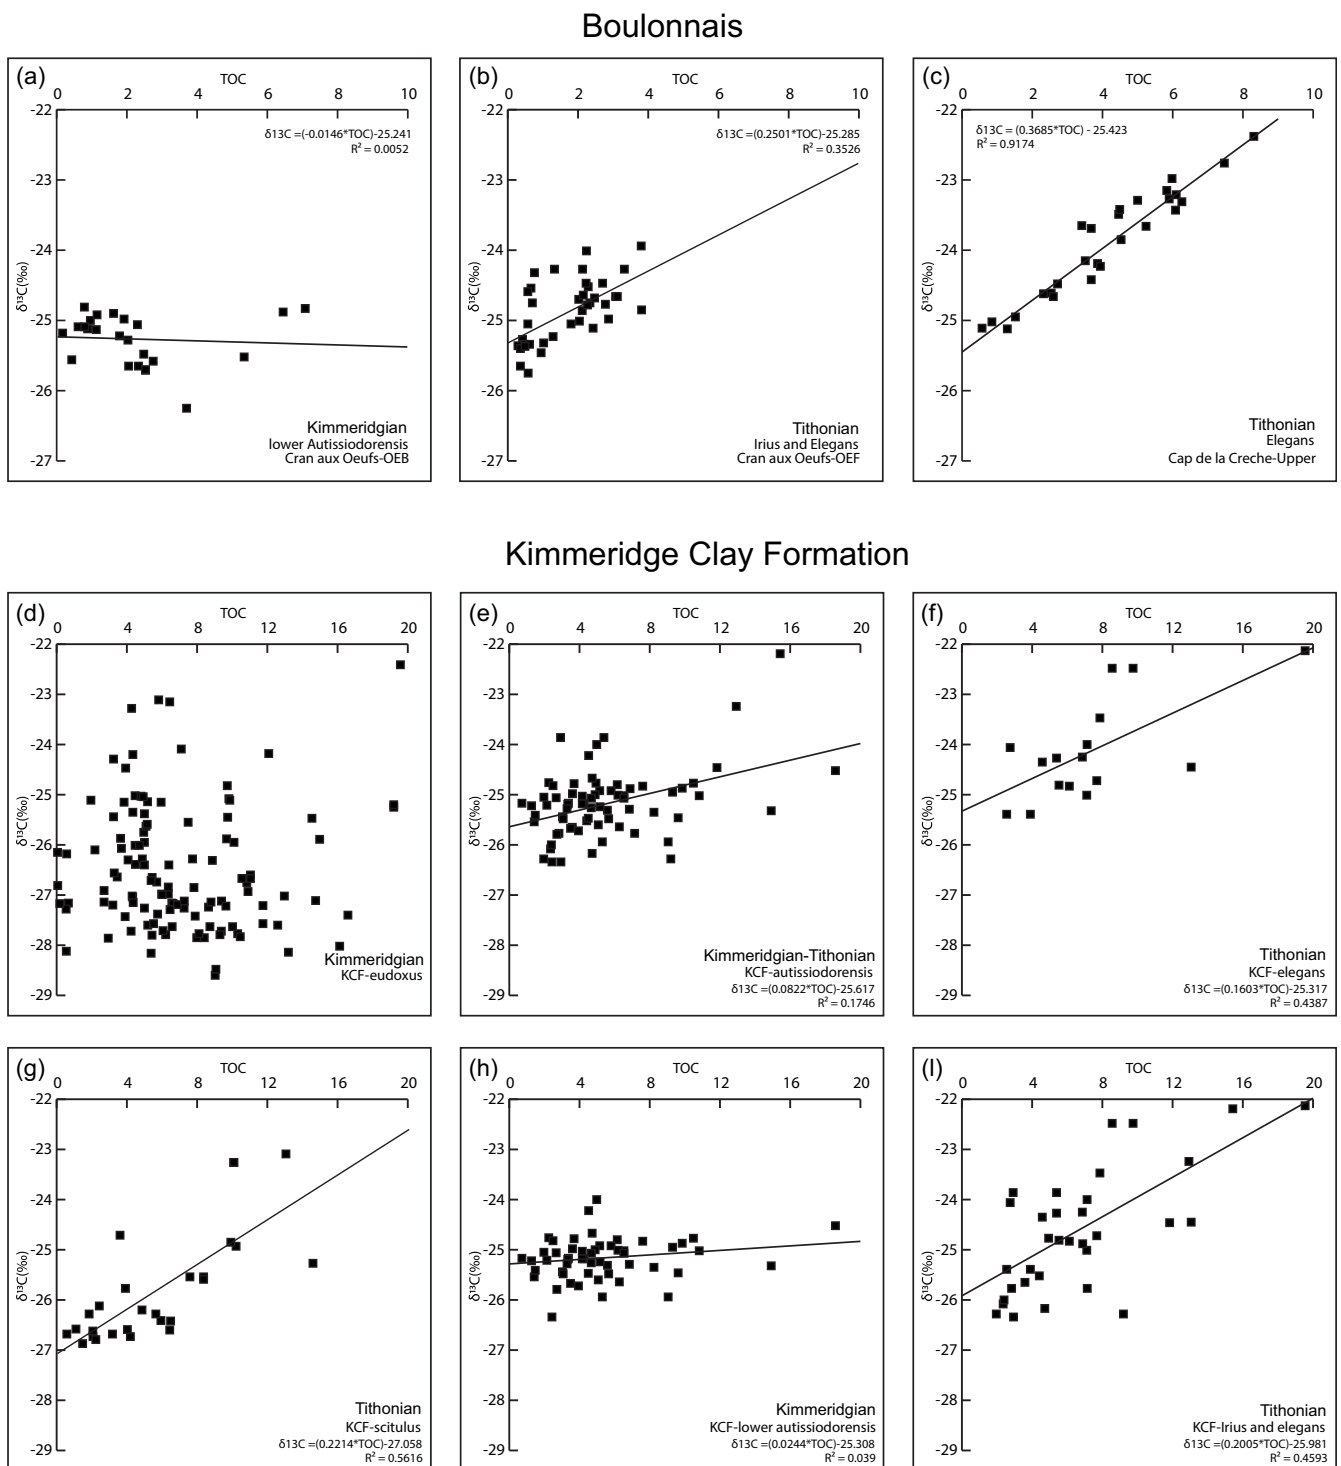 Boulonnais
(a)
TOC
0 2 4 6 8 10
-22
-23
-24
-25
-26
-27
δ¹³C(‰)
δ13C =(-0.0146*TOC)-25.241
R² = 0.0052
Kimmeridgian
lower Autissiodorensis
Cran aux Oeufs-OEB
(b)
TOC
0 2 4 6 8 10
-22
-23
-24
-25
-26
-27
δ¹³C(‰)
δ13C =(0.2501*TOC)-25.285
R² = 0.3526
Tithonian
Irius and Elegans
Cran aux Oeufs-OEF
(c)
TOC
0 2 4 6 8 10
-22
-23
-24
-25
-26
-27
δ¹³C(‰)
δ13C = (0.3685*TOC) - 25.423
R² = 0.9174
Tithonian
Elegans
Cap de la Creche-Upper
Kimmeridge Clay Formation
(d)
TOC
0 4 8 12 16 20
-22
-23
-24
-25
-26
-27
-28
-29
δ¹³C(‰)
Kimmeridgian
KCF-eudoxus
(e)
TOC
0 4 8 12 16 20
-22
-23
-24
-25
-26
-27
-28
-29
δ¹³C(‰)
Kimmeridgian-Tithonian
KCF-autissiodorensis
δ13C =(0.0822*TOC)-25.617
R² = 0.1746
(f)
TOC
0 4 8 12 16 20
-22
-23
-24
-25
-26
-27
-28
-29
δ¹³C(‰)
Tithonian
KCF-elegans
δ13C =(0.1603*TOC)-25.317
R² = 0.4387
(g)
TOC
0 4 8 12 16 20
-22
-23
-24
-25
-26
-27
-28
-29
δ¹³C(‰)
Tithonian
KCF-scitulus
δ13C =(0.2214*TOC)-27.058
R² = 0.5616
(h)
TOC
0 4 8 12 16 20
-22
-23
-24
-25
-26
-27
-28
-29
δ¹³C(‰)
Kimmeridgian
KCF-lower autissiodorensis
δ13C =(0.0244*TOC)-25.308
R² = 0.039
(I)
TOC
0 4 8 12 16 20
-22
-23
-24
-25
-26
-27
-28
-29
δ¹³C(‰)
Tithonian
KCF-Irius and elegans
δ13C =(0.2005*TOC)-25.981
R² = 0.4593